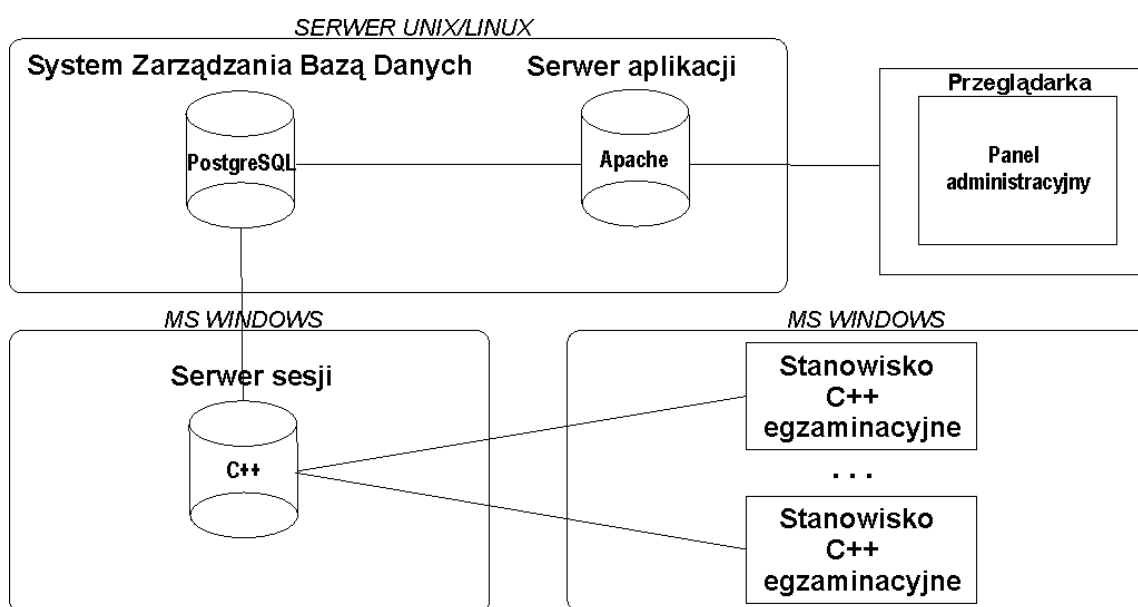 SERWER UNIX/LINUX
System Zarządzania Bazą Danych
Serwer aplikacji
Przeglądarka
PostgreSQL
Apache
Panel
administracyjny
MS WINDOWS
MS WINDOWS
Serwer sesji
C++
Stanowisko
C++
egzaminacyjne
. . .
Stanowisko
C++
egzaminacyjne